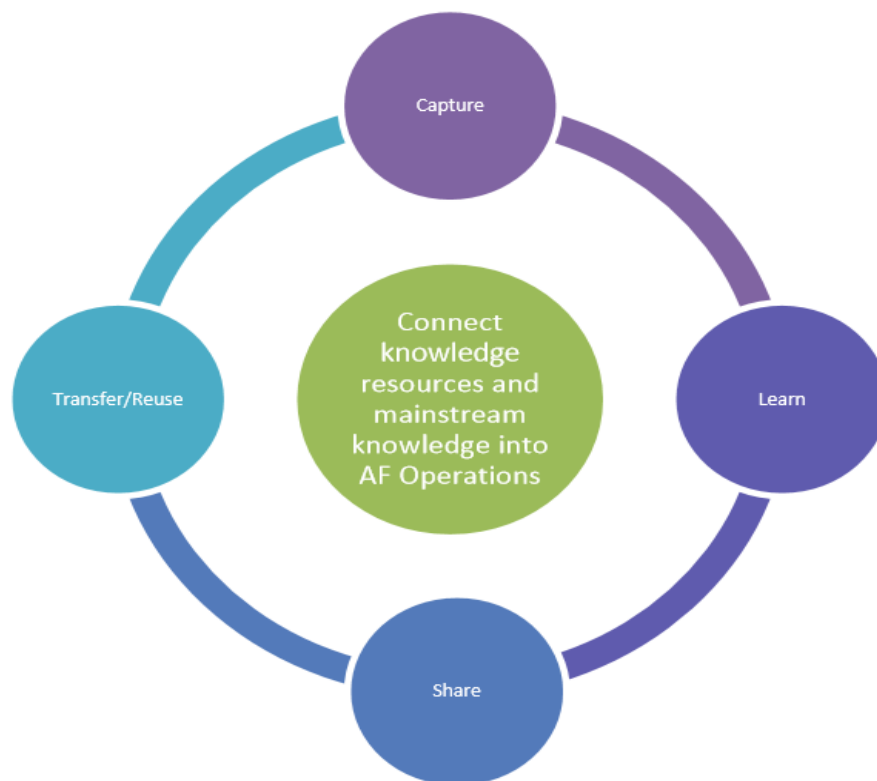 Capture
Connect
knowledge
resources and
mainstream
knowledge into
AF Operations
Transfer/Reuse
Learn
Share